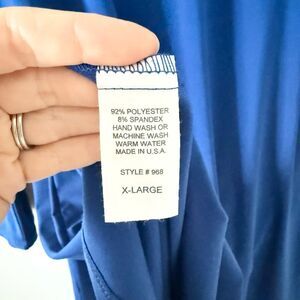 92% POLYESTER
8% SPANDEX
HAND WASH OR
MACHINE WASH
WARM WATER
MADE IN U.S.A.
STYLE # 968
X-LARGE